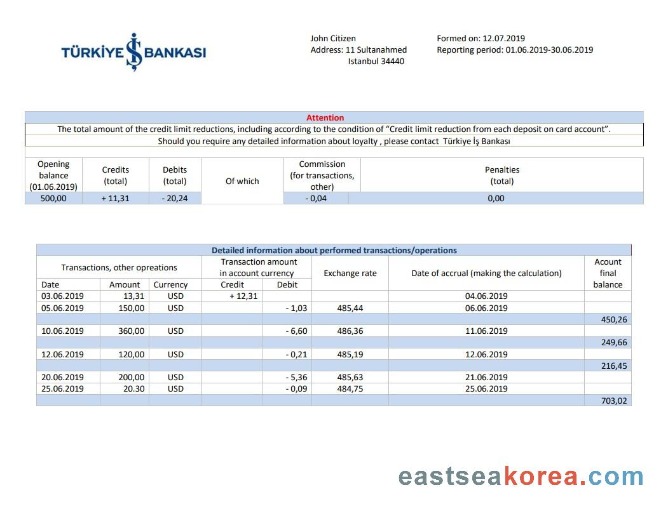 TÜRKİYE İŞ BANKASI
John Citizen
Address: 11 Sultanahmed
Istanbul 34440
Formed on: 12.07.2019
Reporting period: 01.06.2019-30.06.2019
Attention
The total amount of the credit limit reductions, including according to the condition of “Credit limit reduction from each deposit on card account”.
Should you require any detailed information about loyalty , please contact Türkiye İş Bankası
Opening balance (01.06.2019) Credits (total) Debits (total) Of which Commission (for transactions, other) Penalties (total)
500,00 + 11,31 - 20,24 - 0,04 0,00
Detailed information about performed transactions/operations
Transactions, other opreations Transaction amount in account currency Exchange rate Date of accrual (making the calculation) Acount final balance
Date Amount Currency Credit Debit
03.06.2019 13,31 USD + 12,31 04.06.2019
05.06.2019 150,00 USD - 1,03 485,44 06.06.2019
450,26
10.06.2019 360,00 USD - 6,60 486,36 11.06.2019
249,66
12.06.2019 120,00 USD - 0,21 485,19 12.06.2019
216,45
20.06.2019 200,00 USD - 5,36 485,63 21.06.2019
25.06.2019 20.30 USD - 0,09 484,75 25.06.2019
703,02
eastseakorea.com